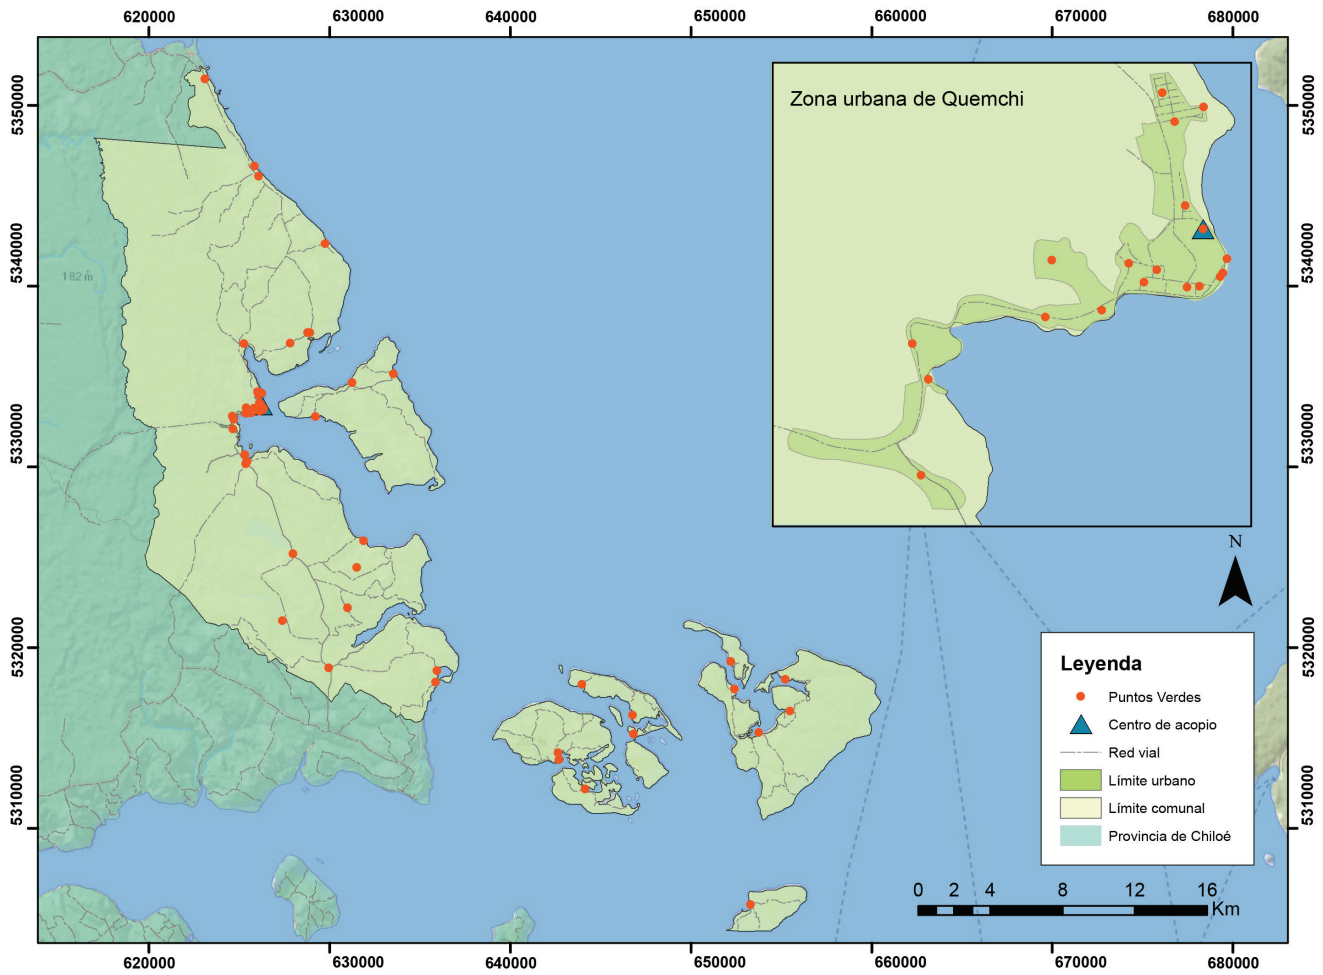 620000 630000 640000 650000 660000 670000 680000
5350000 5350000
Zona urbana de Quemchi
5340000 5340000
182 m
5330000 5330000
N
5320000 5320000
Leyenda
Puntos Verdes
Centro de acopio
Red vial
Límite urbano
Límite comunal
Provincia de Chiloé
5310000 5310000
0 2 4 8 12 16
Km
620000 630000 640000 650000 660000 670000 680000